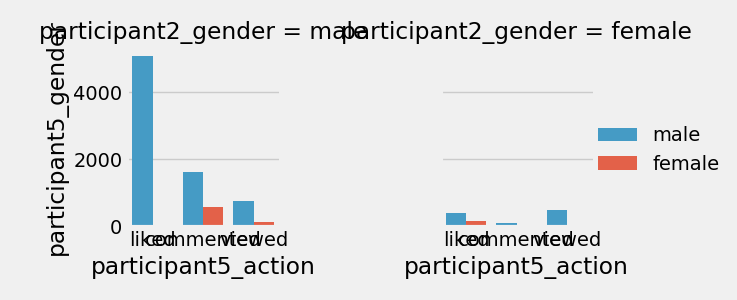 participant2_gender = male
participant2_gender = female
participant5_gender
4000
2000
0
liked
commented
viewed
liked
commented
viewed
participant5_action
participant5_action
male
female